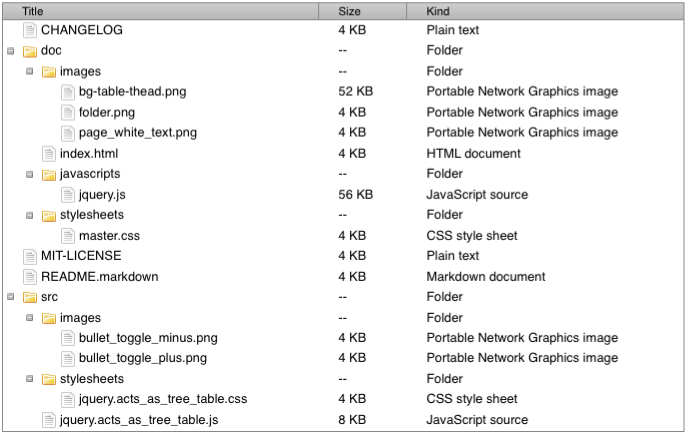 Title Size Kind
CHANGELOG 4 KB Plain text
doc -- Folder
images -- Folder
bg-table-thead.png 52 KB Portable Network Graphics image
folder.png 4 KB Portable Network Graphics image
page_white_text.png 4 KB Portable Network Graphics image
index.html 4 KB HTML document
javascripts -- Folder
jquery.js 56 KB JavaScript source
stylesheets -- Folder
master.css 4 KB CSS style sheet
MIT-LICENSE 4 KB Plain text
README.markdown 4 KB Markdown document
src -- Folder
images -- Folder
bullet_toggle_minus.png 4 KB Portable Network Graphics image
bullet_toggle_plus.png 4 KB Portable Network Graphics image
stylesheets -- Folder
jquery.acts_as_tree_table.css 4 KB CSS style sheet
jquery.acts_as_tree_table.js 8 KB JavaScript source